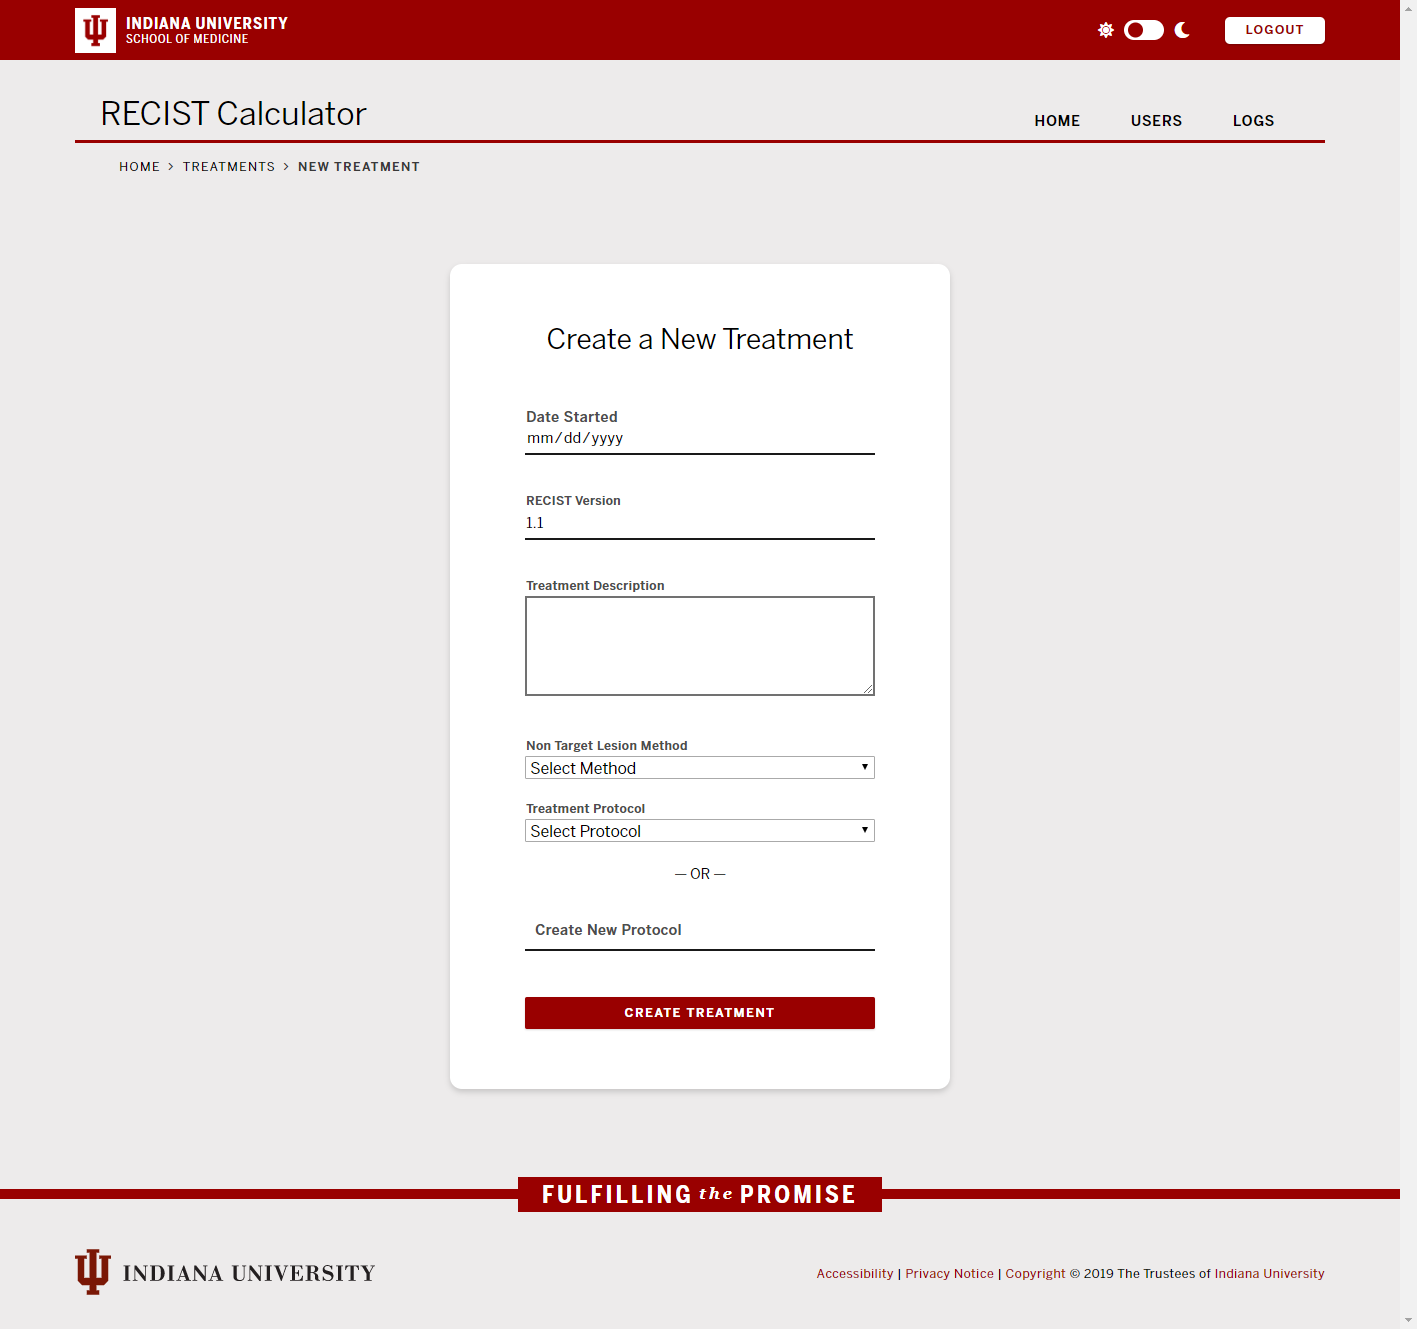 INDIANA UNIVERSITY
SCHOOL OF MEDICINE
LOGOUT
RECIST Calculator
HOME USERS LOGS
HOME > TREATMENTS > NEW TREATMENT
Create a New Treatment
Date Started
mm/dd/yyyy
RECIST Version
1.1
Treatment Description
Non Target Lesion Method
Select Method
Treatment Protocol
Select Protocol
— OR —
Create New Protocol
CREATE TREATMENT
FULFILLING the PROMISE
INDIANA UNIVERSITY
Accessibility | Privacy Notice | Copyright © 2019 The Trustees of Indiana University